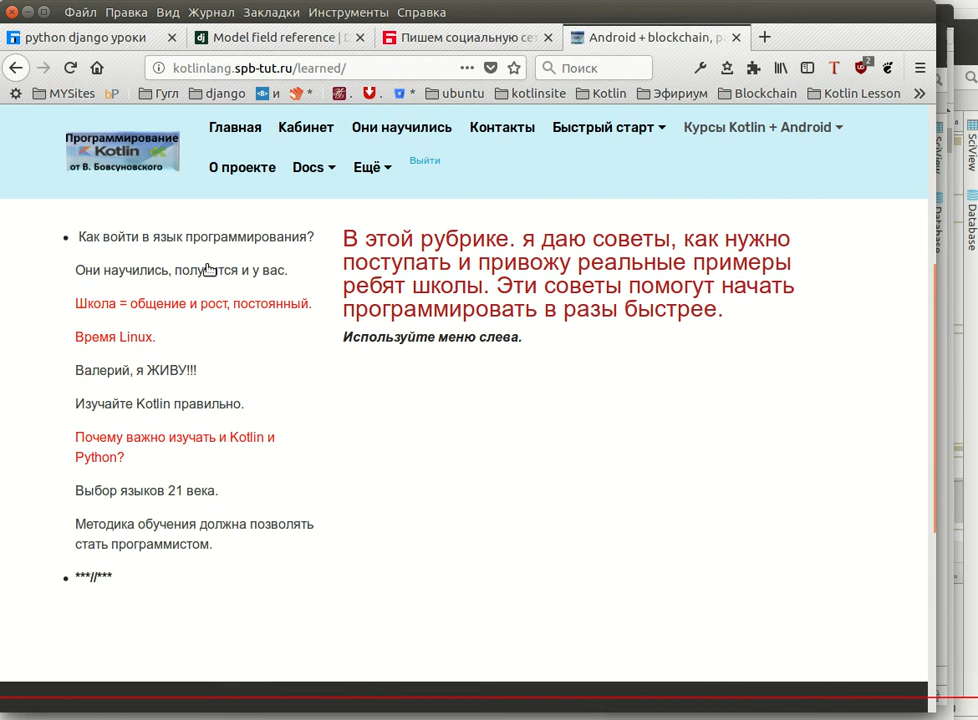 Файл Правка Вид Журнал Закладки Инструменты Справка
python django уроки
Model field reference | D
Пишем социальную сет
Android + blockchain, ра
kotlinlang.spb-tut.ru/learned/
Поиск
MYSites
Гугл
django
и
ubuntu
kotlinsite
Kotlin
Эфириум
Blockchain
Kotlin Lesson
SciView
Database
Программирование
Kotlin
от В. Бовсуновского
Главная Кабинет Они научились Контакты Быстрый старт Курсы Kotlin + Android
О проекте Docs Ещё Выйти
Как войти в язык программирования?
Они научились, получится и у вас.
Школа = общение и рост, постоянный.
Время Linux.
Валерий, я ЖИВУ!!!
Изучайте Kotlin правильно.
Почему важно изучать и Kotlin и
Python?
Выбор языков 21 века.
Методика обучения должна позволять
стать программистом.
***//***
В этой рубрике. я даю советы, как нужно
поступать и привожу реальные примеры
ребят школы. Эти советы помогут начать
программировать в разы быстрее.
Используйте меню слева.